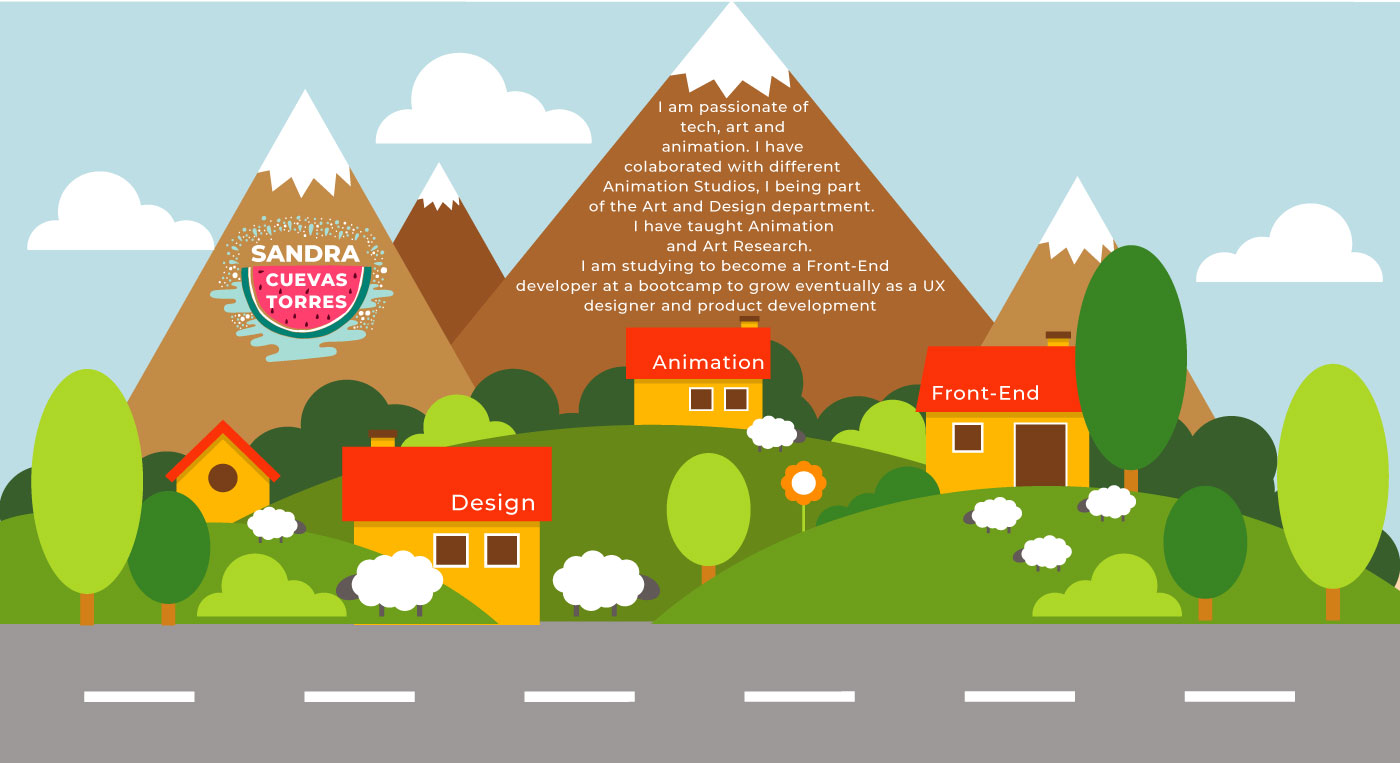 SANDRA
CUEVAS
TORRES
I am passionate of
tech, art and
animation. I have
colaborated with different
Animation Studios, I being part
of the Art and Design department.
I have taught Animation
and Art Research.
I am studying to become a Front-End
developer at a bootcamp to grow eventually as a UX
designer and product development
Animation
Front-End
Design